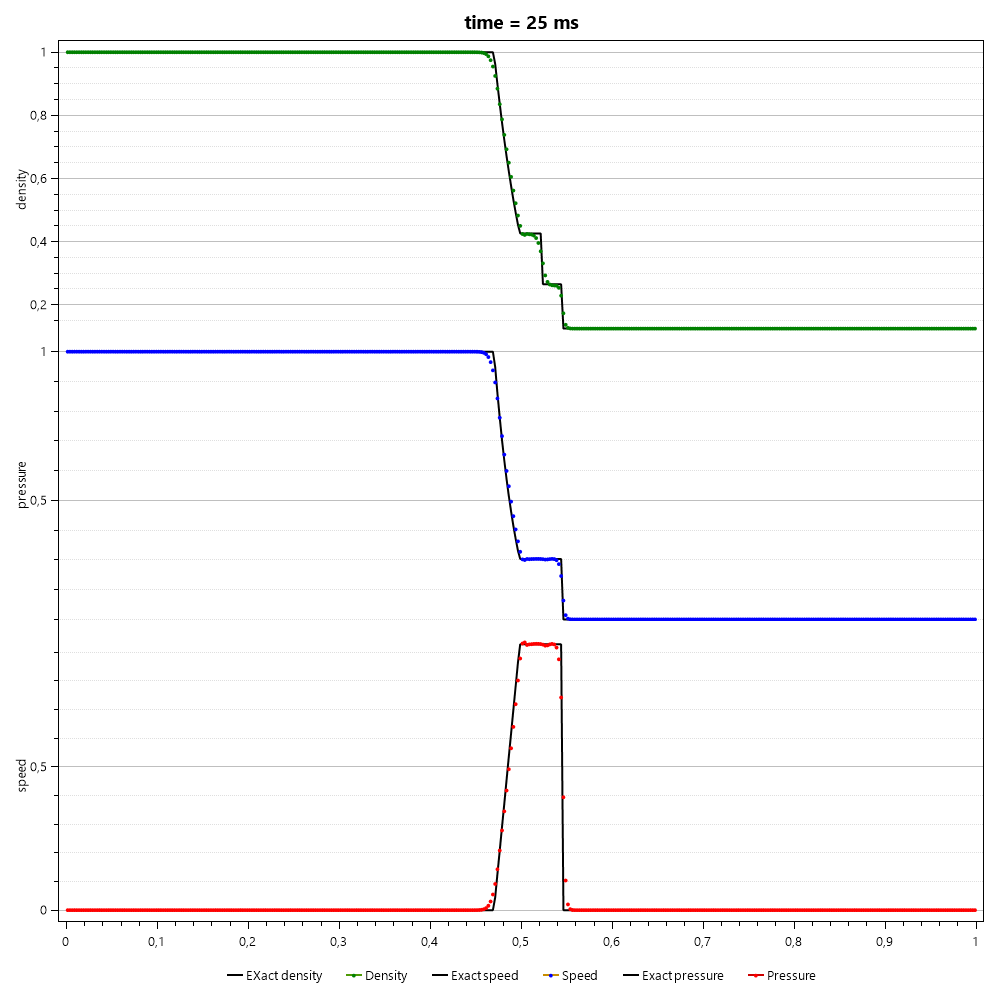 time = 25 ms
density
1
0,8
0,6
0,4
0,2
pressure
1
0,5
speed
0,5
0
0 0,1 0,2 0,3 0,4 0,5 0,6 0,7 0,8 0,9 1
EXact density Density Exact speed Speed Exact pressure Pressure